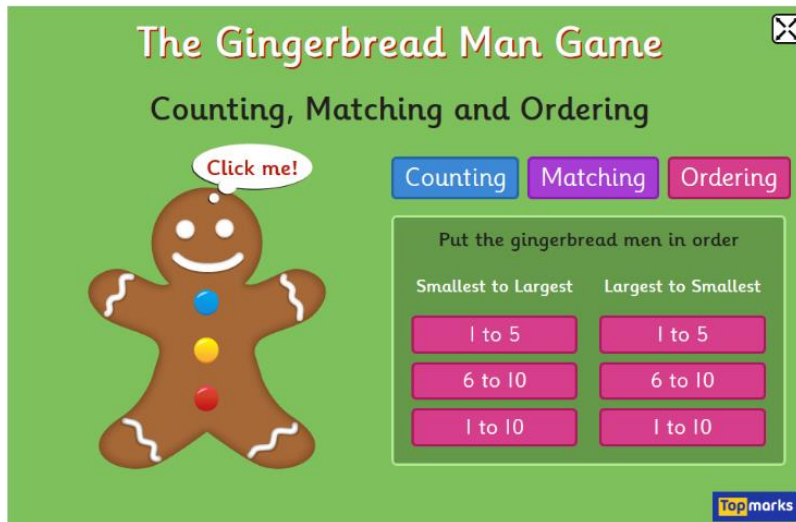 The Gingerbread Man Game
Counting, Matching and Ordering
Click me!
Counting Matching Ordering
Put the gingerbread men in order
Smallest to Largest Largest to Smallest
1 to 5 1 to 5
6 to 10 6 to 10
1 to 10 1 to 10
Topmarks